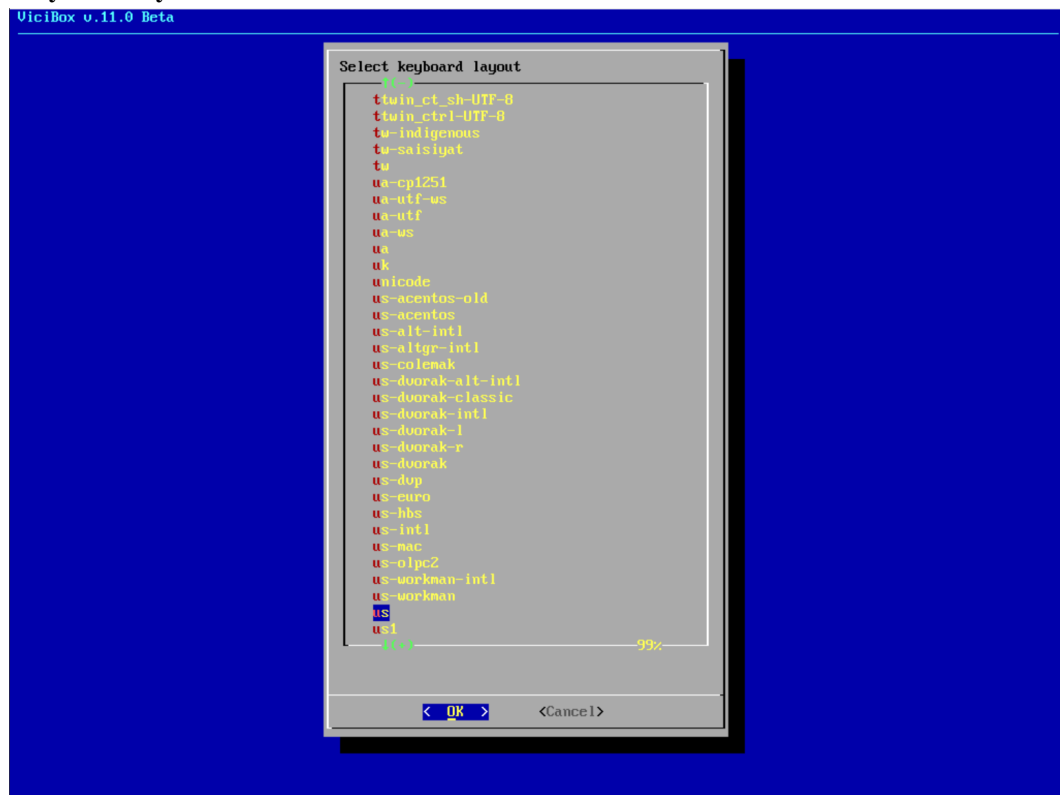 ViciBox v.11.0 Beta
Select keyboard layout
↑(-)
ttwin_ct_sh-UTF-8
ttwin_ctrl-UTF-8
tw-indigenous
tw-saisiyat
tw
ua-cp1251
ua-utf-ws
ua-utf
ua-ws
ua
uk
unicode
us-acentos-old
us-acentos
us-alt-intl
us-altgr-intl
us-colemak
us-dvorak-alt-intl
us-dvorak-classic
us-dvorak-intl
us-dvorak-l
us-dvorak-r
us-dvorak
us-dvp
us-euro
us-hbs
us-intl
us-mac
us-olpc2
us-workman-intl
us-workman
us
us1
↓(+) 99%
< OK > <Cancel>